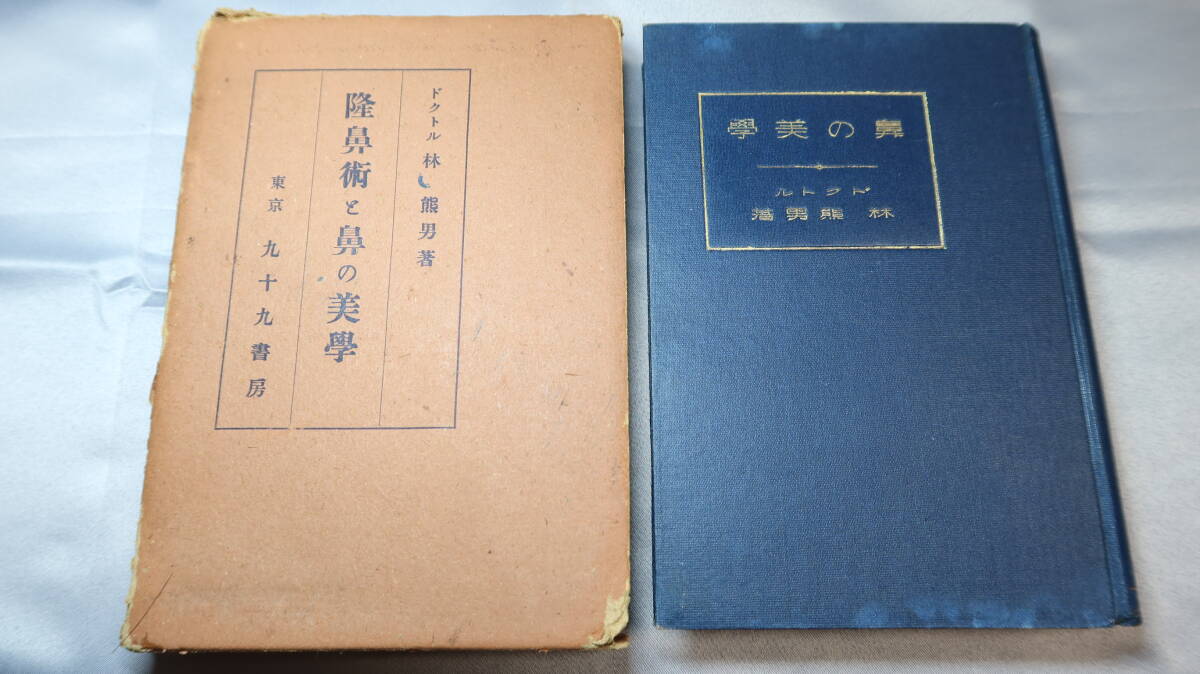 ドクトル 林 熊男著
隆鼻術と鼻の美學
東京 九十九書房
學美の鼻
ルトクド
著男熊 林